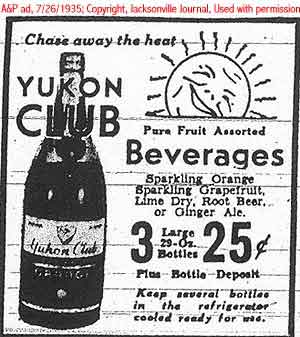 A&P ad, 7/26/1935; Copyright, Jacksonville Journal, Used with permission
Chase away the heat
YUKON
CLUB
Pure Fruit Assorted
Beverages
Sparkling Orange
Sparkling Grapefruit,
Lime Dry, Root Beer,
or Ginger Ale.
3 Large 29-Oz. Bottles 25¢
Plus Bottle Deposit
Keep several bottles
in the refrigerator
cooled ready for use.
Yukon Club